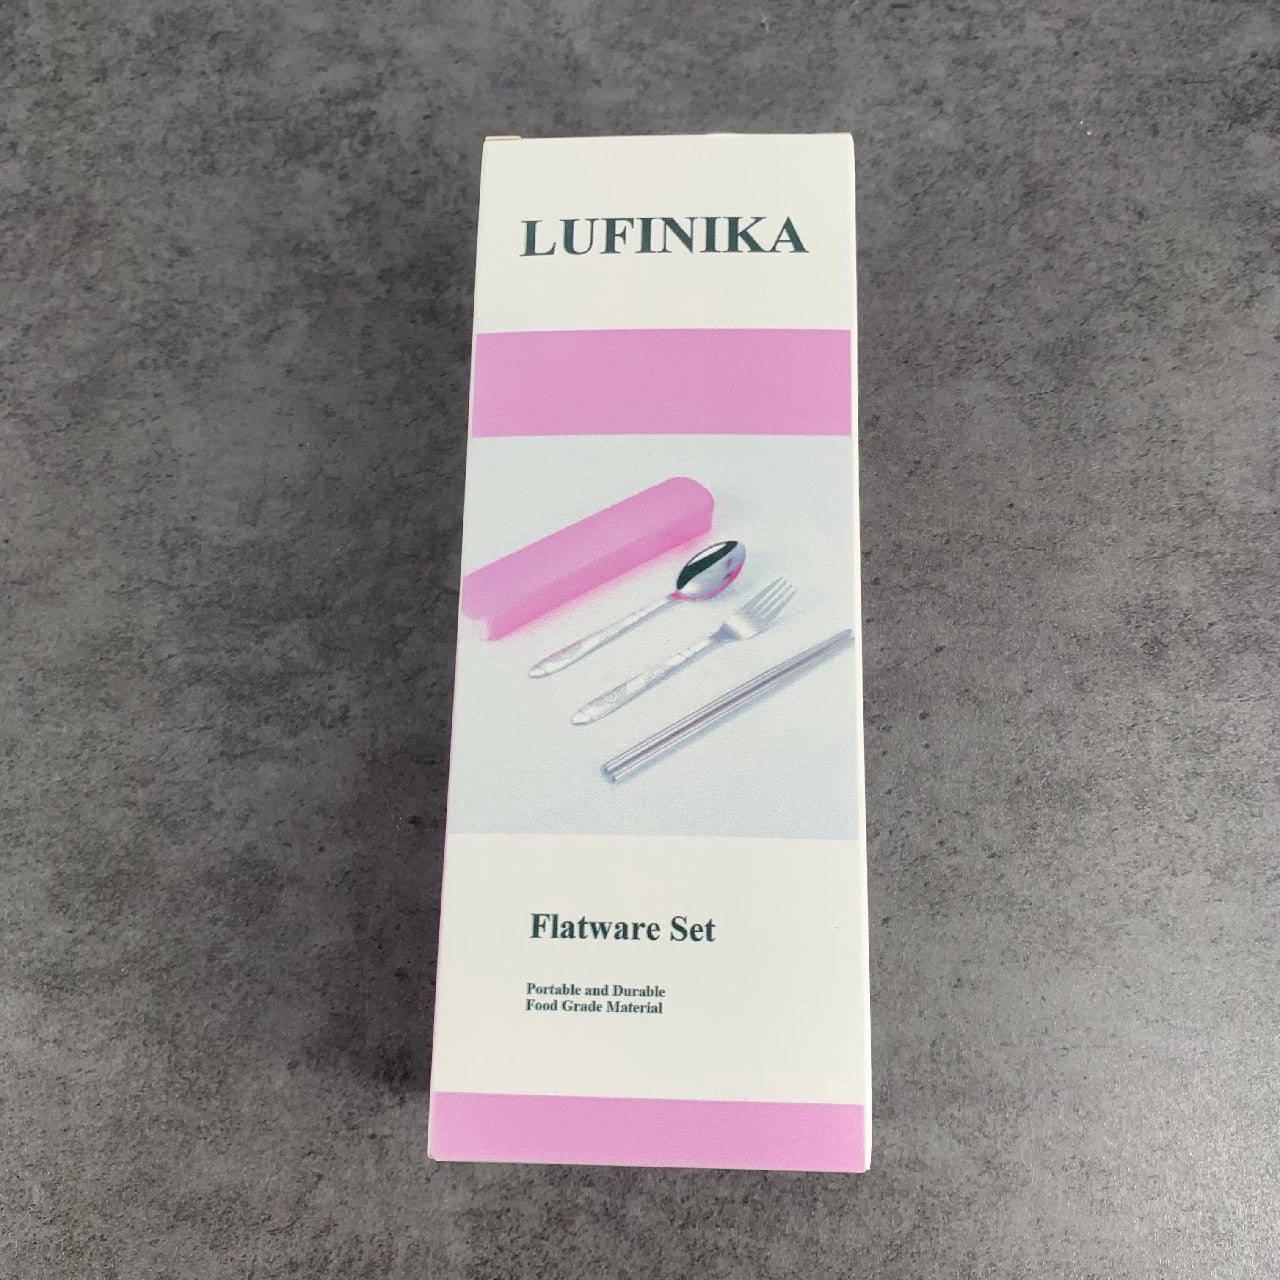 LUFINIKA
Flatware Set
Portable and Durable
Food Grade Material